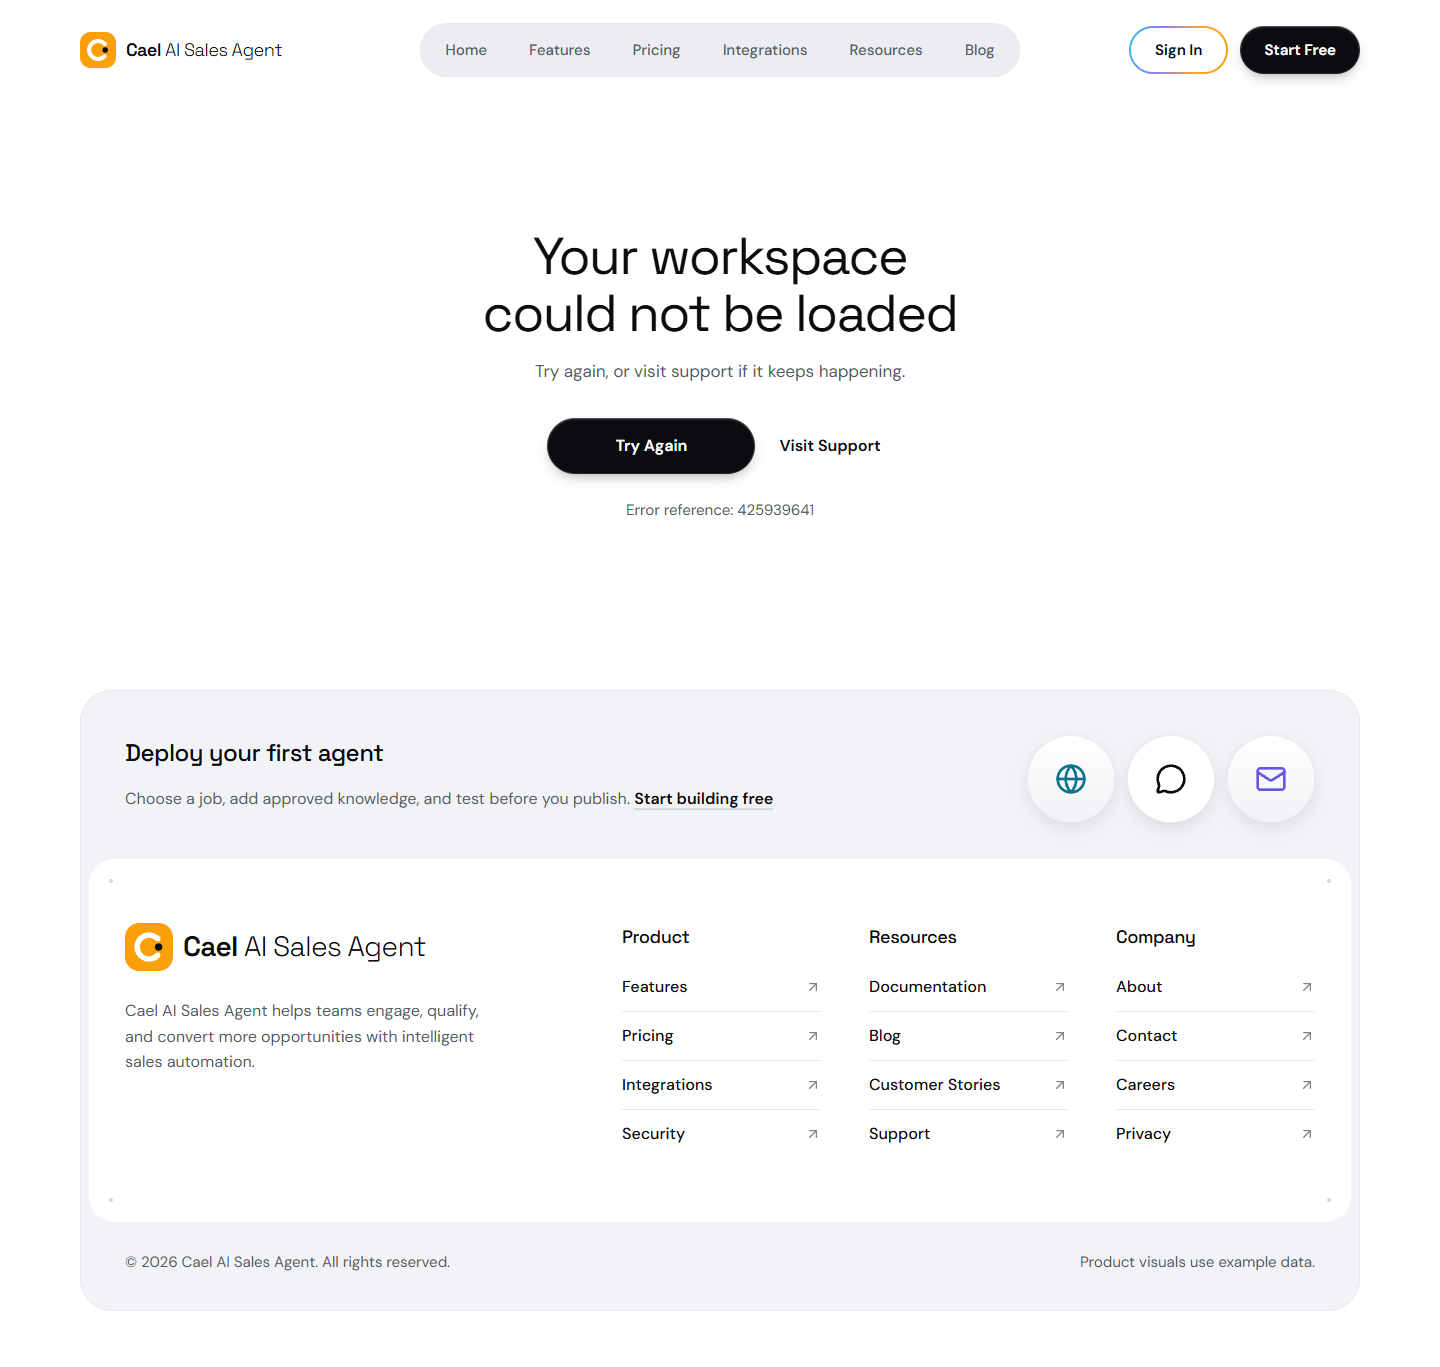 Cael AI Sales Agent
Home
Features
Pricing
Integrations
Resources
Blog
Sign In
Start Free
Your workspace
could not be loaded
Try again, or visit support if it keeps happening.
Try Again
Visit Support
Error reference: 425939641
Deploy your first agent
Choose a job, add approved knowledge, and test before you publish. Start building free
Cael AI Sales Agent
Cael AI Sales Agent helps teams engage, qualify,
and convert more opportunities with intelligent
sales automation.
Product
Features
Pricing
Integrations
Security
Resources
Documentation
Blog
Customer Stories
Support
Company
About
Contact
Careers
Privacy
© 2026 Cael AI Sales Agent. All rights reserved.
Product visuals use example data.